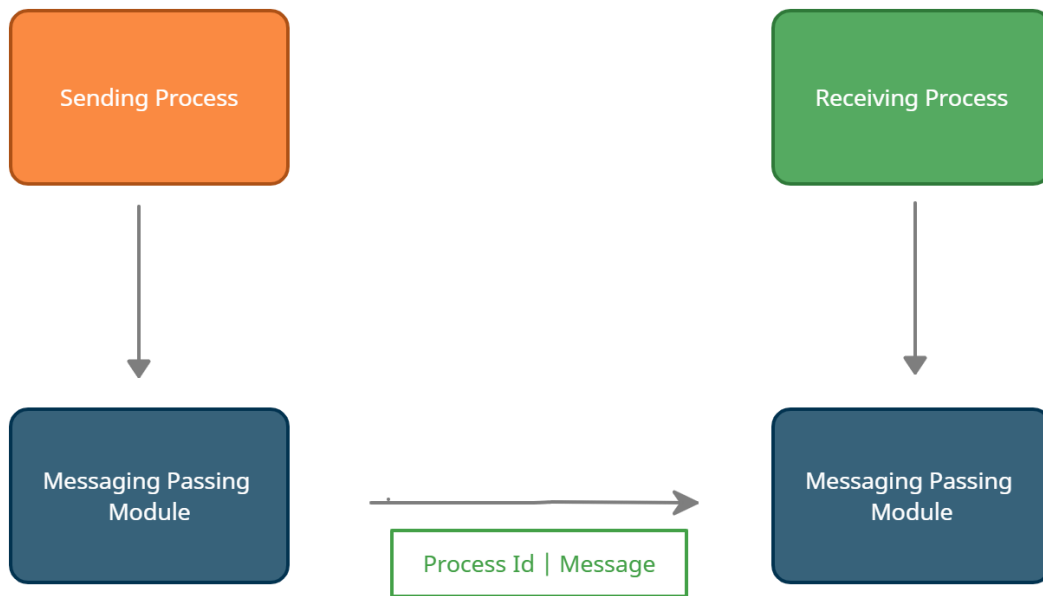 Sending Process
Receiving Process
Messaging Passing
Module
Messaging Passing
Module
Process Id | Message